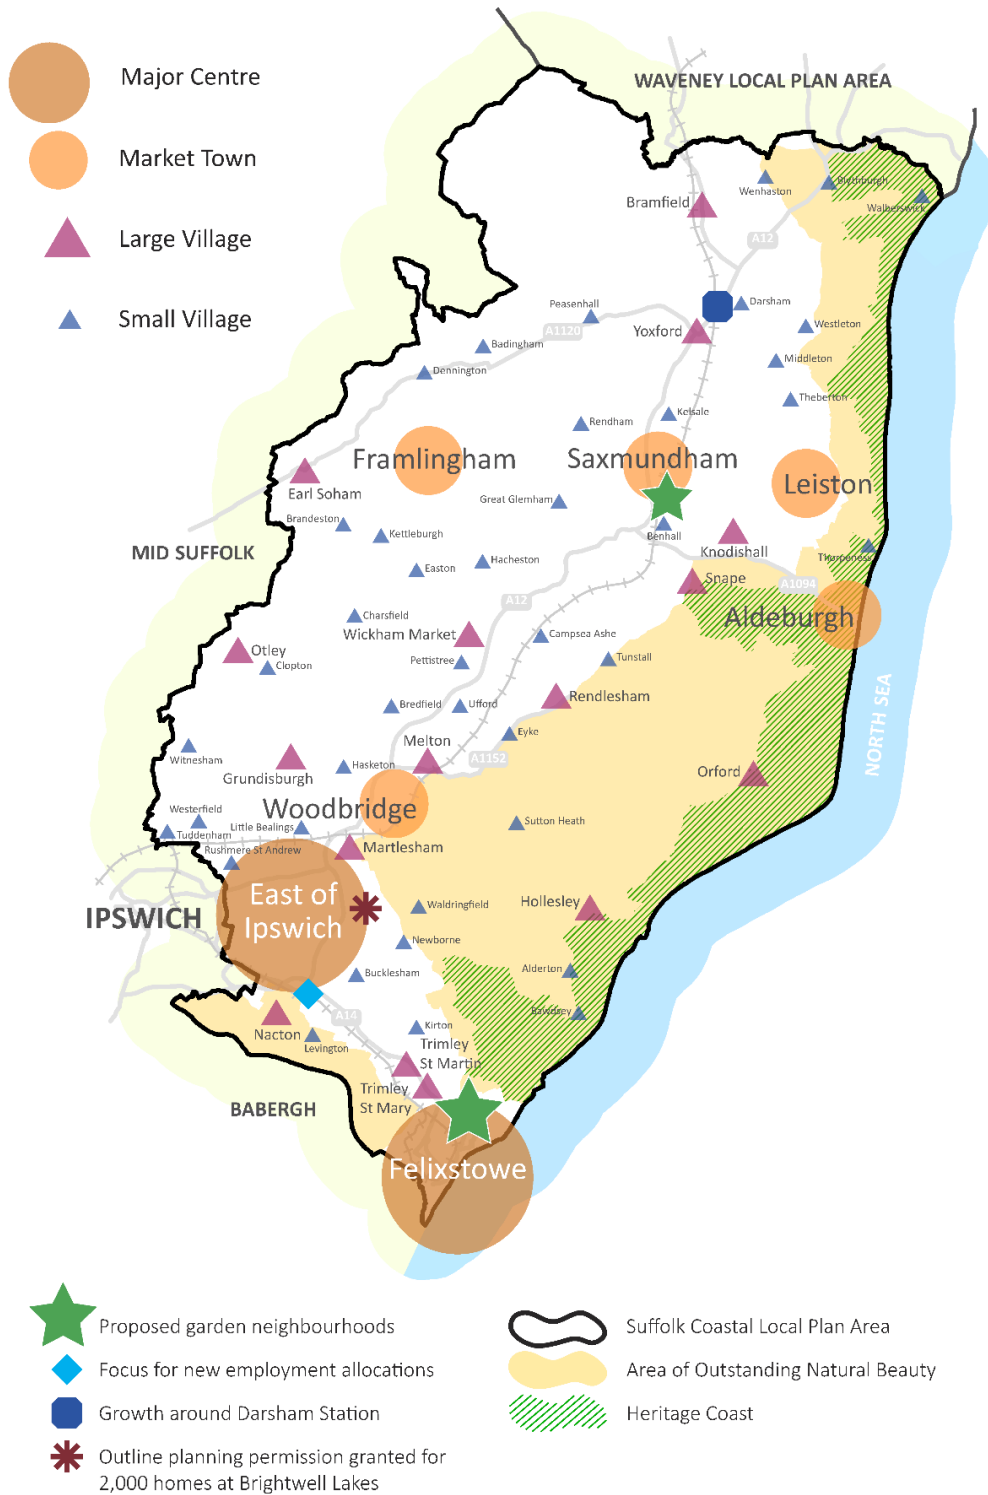 Major Centre
Market Town
Large Village
Small Village
WAVENEY LOCAL PLAN AREA
Wenhaston
Blythburgh
Walberswick
Bramfield
A12
Darsham
Peasenhall
Westleton
Yoxford
A1120
Badingham
Middleton
Dennington
Theberton
Kelsale
Rendham
Framlingham
Saxmundham
Leiston
Earl Soham
Great Glemham
Brandeston
Kettleburgh
Benhall
Knodishall
MID SUFFOLK
Thorpeness
Hacheston
Easton
Snape
A1094
A12
Charsfield
Aldeburgh
Wickham Market
Campsea Ashe
Otley
Clopton
Pettistree
Tunstall
Rendlesham
Bredfield
Ufford
NORTH SEA
Eyke
Melton
Witnesham
A1152
Hasketon
Grundisburgh
Orford
Woodbridge
Westerfield
Little Bealings
Tuddenham
Sutton Heath
Rushmere St Andrew
Martlesham
East of
Ipswich
IPSWICH
Waldringfield
Hollesley
Newborne
Bucklesham
Alderton
A14
Bawdsey
Nacton
Levington
Kirton
Trimley
St Martin
Trimley
St Mary
BABERGH
Felixstowe
Proposed garden neighbourhoods
Focus for new employment allocations
Growth around Darsham Station
Outline planning permission granted for
2,000 homes at Brightwell Lakes
Suffolk Coastal Local Plan Area
Area of Outstanding Natural Beauty
Heritage Coast